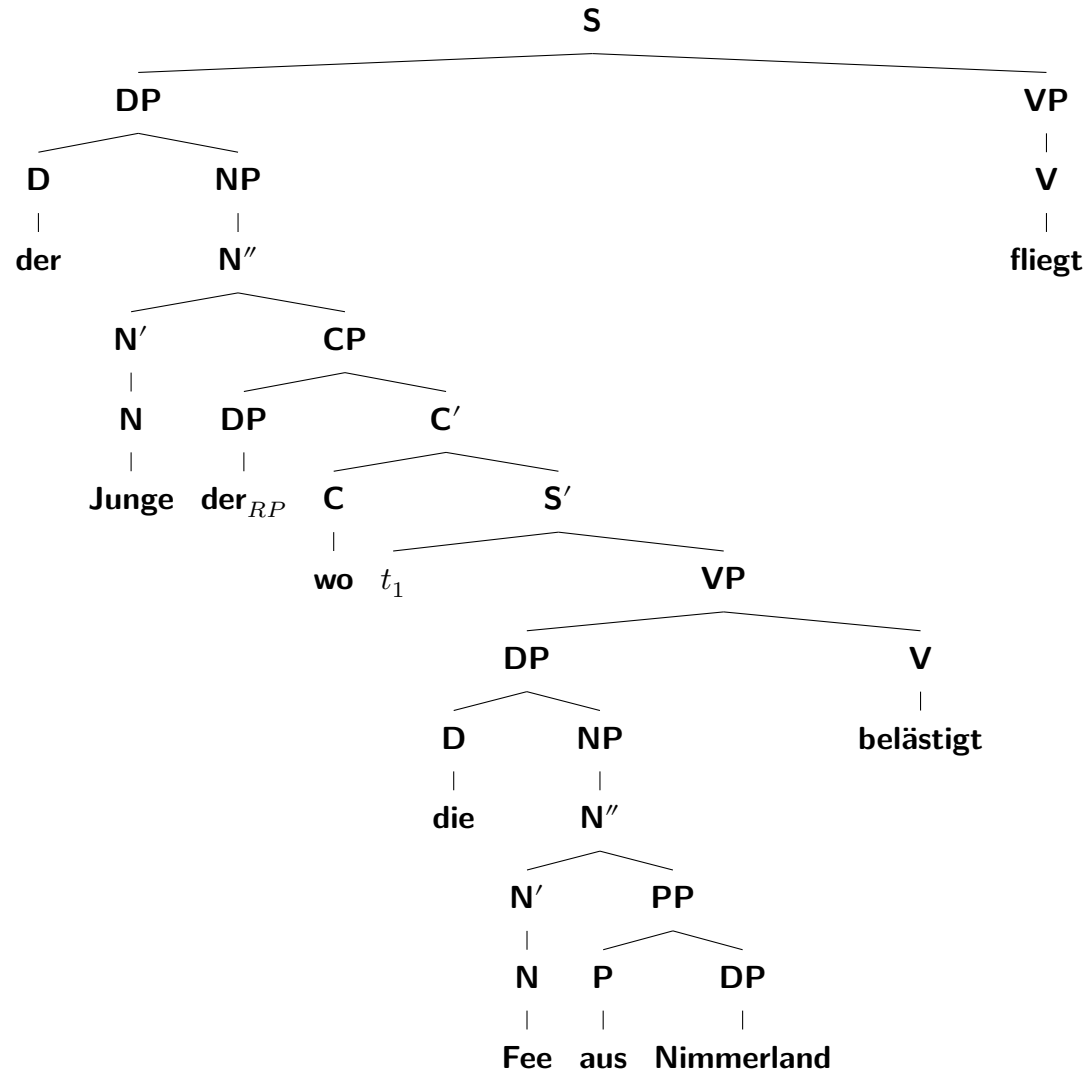 S
DP VP
D NP V
der N″ fliegt
N′ CP
N DP C′
Junge der_RP C S′
wo t_1 VP
DP V
D NP belästigt
die N″
N′ PP
N P DP
Fee aus Nimmerland